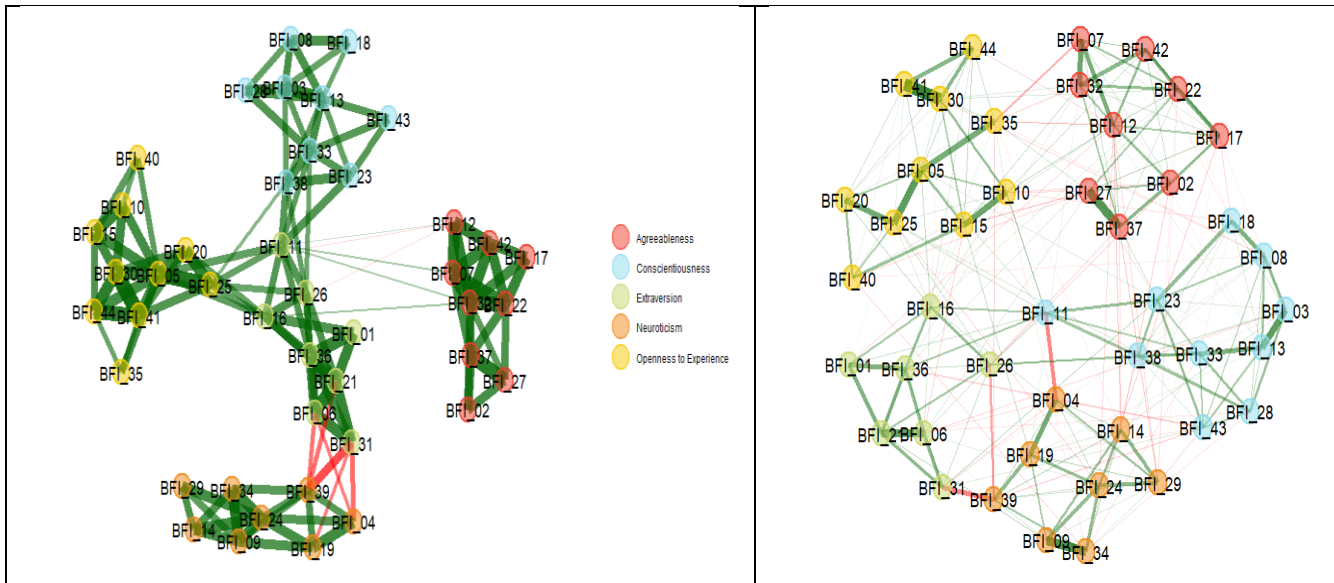 BFI_08
BFI_18
BFI_28
BFI_03
BFI_13
BFI_43
BFI_33
BFI_38
BFI_23
BFI_40
BFI_10
BFI_15
BFI_20
BFI_30
BFI_05
BFI_25
BFI_44
BFI_41
BFI_35
BFI_11
BFI_26
BFI_16
BFI_01
BFI_36
BFI_21
BFI_06
BFI_31
BFI_12
BFI_42
BFI_17
BFI_07
BFI_32
BFI_22
BFI_37
BFI_27
BFI_02
BFI_29
BFI_34
BFI_39
BFI_14
BFI_24
BFI_04
BFI_09
BFI_19
Agreeableness
Conscientiousness
Extraversion
Neuroticism
Openness to Experience
BFI_44
BFI_07
BFI_42
BFI_41
BFI_30
BFI_32
BFI_22
BFI_35
BFI_12
BFI_17
BFI_05
BFI_10
BFI_27
BFI_02
BFI_20
BFI_25
BFI_15
BFI_37
BFI_18
BFI_40
BFI_08
BFI_16
BFI_11
BFI_23
BFI_03
BFI_01
BFI_36
BFI_26
BFI_38
BFI_33
BFI_13
BFI_04
BFI_28
BFI_06
BFI_14
BFI_43
BFI_19
BFI_31
BFI_39
BFI_24
BFI_29
BFI_09
BFI_34